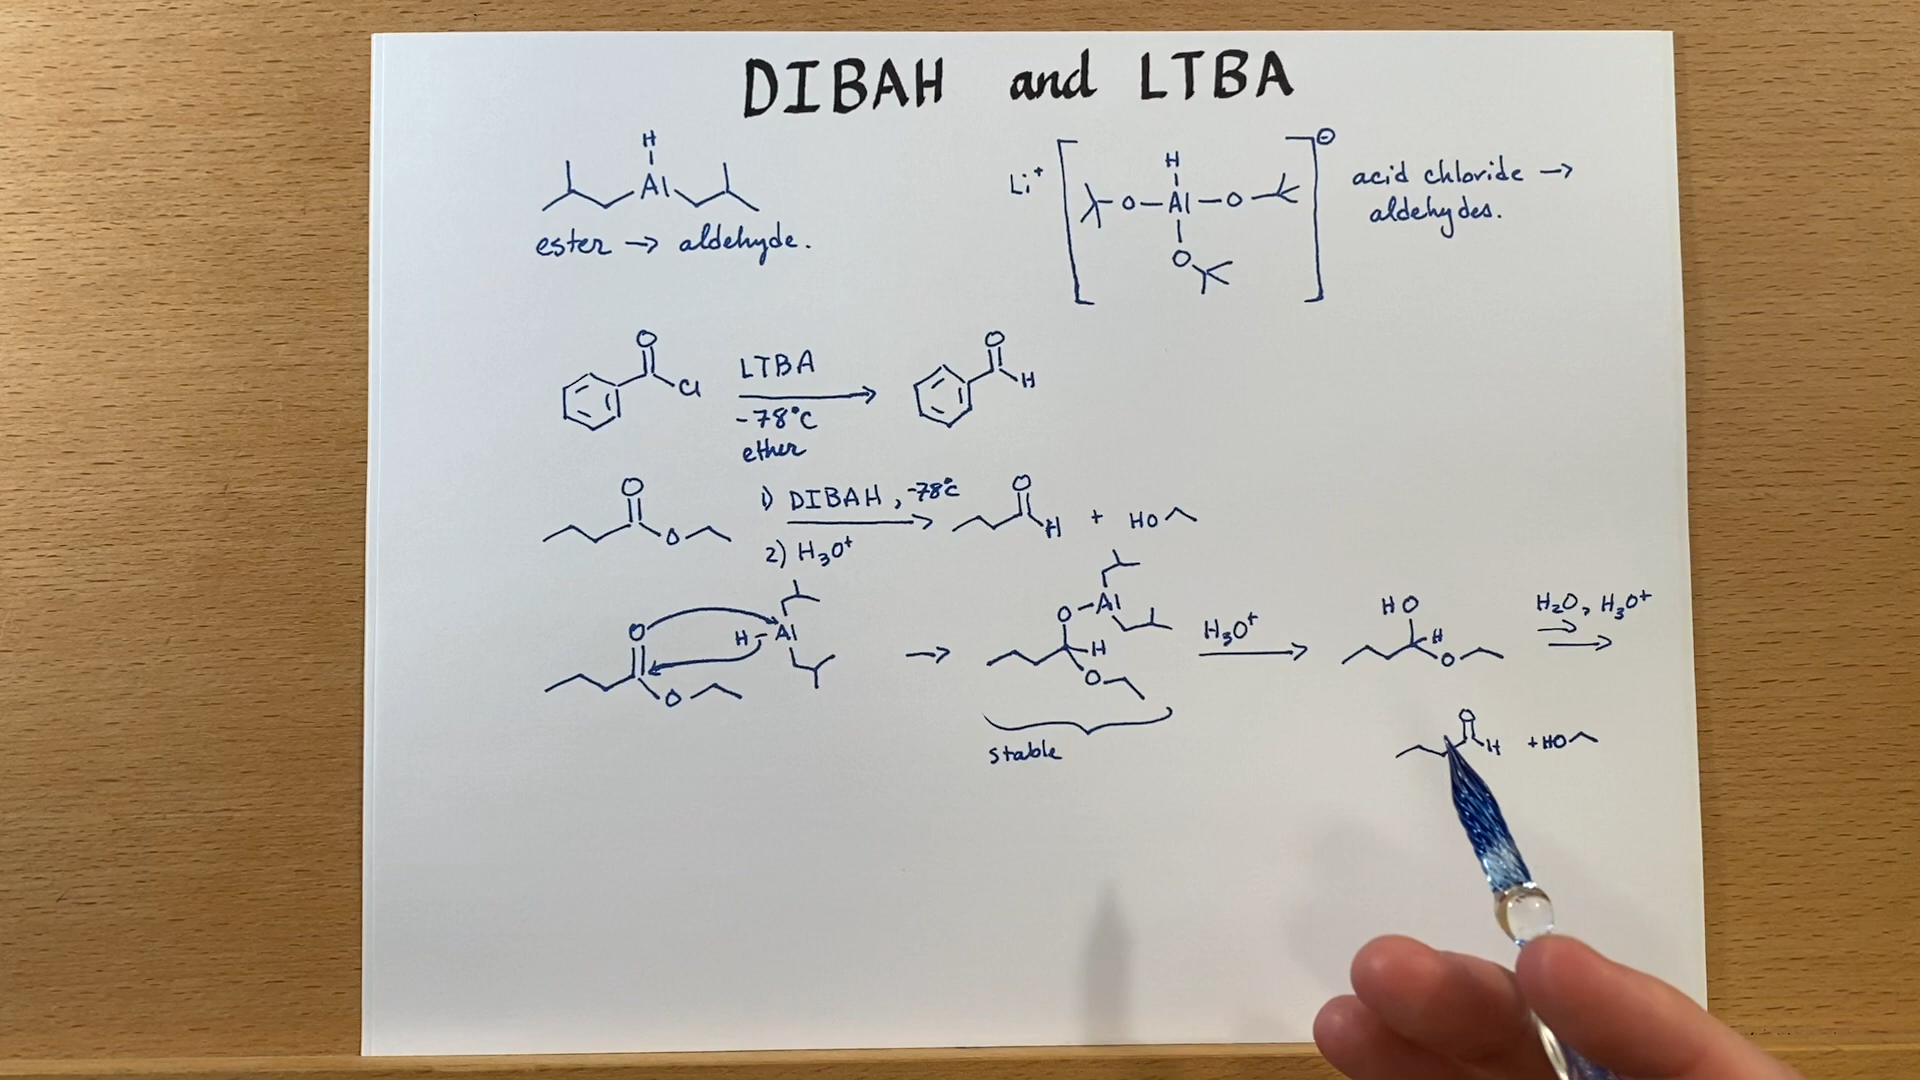 DIBAH and LTBA
H
Al
ester → aldehyde.
Li⁺
H
O—Al—O
O
⊖
acid chloride →
aldehydes.
O
Cl
LTBA
-78°C
ether
O
H
O
O
1) DIBAH, -78°C
2) H₃O⁺
O
H
+ HO
O
O
H-Al
O-Al
H
O
stable
H₃O⁺
HO
H
O
H₂O, H₃O⁺
O
H
+HO